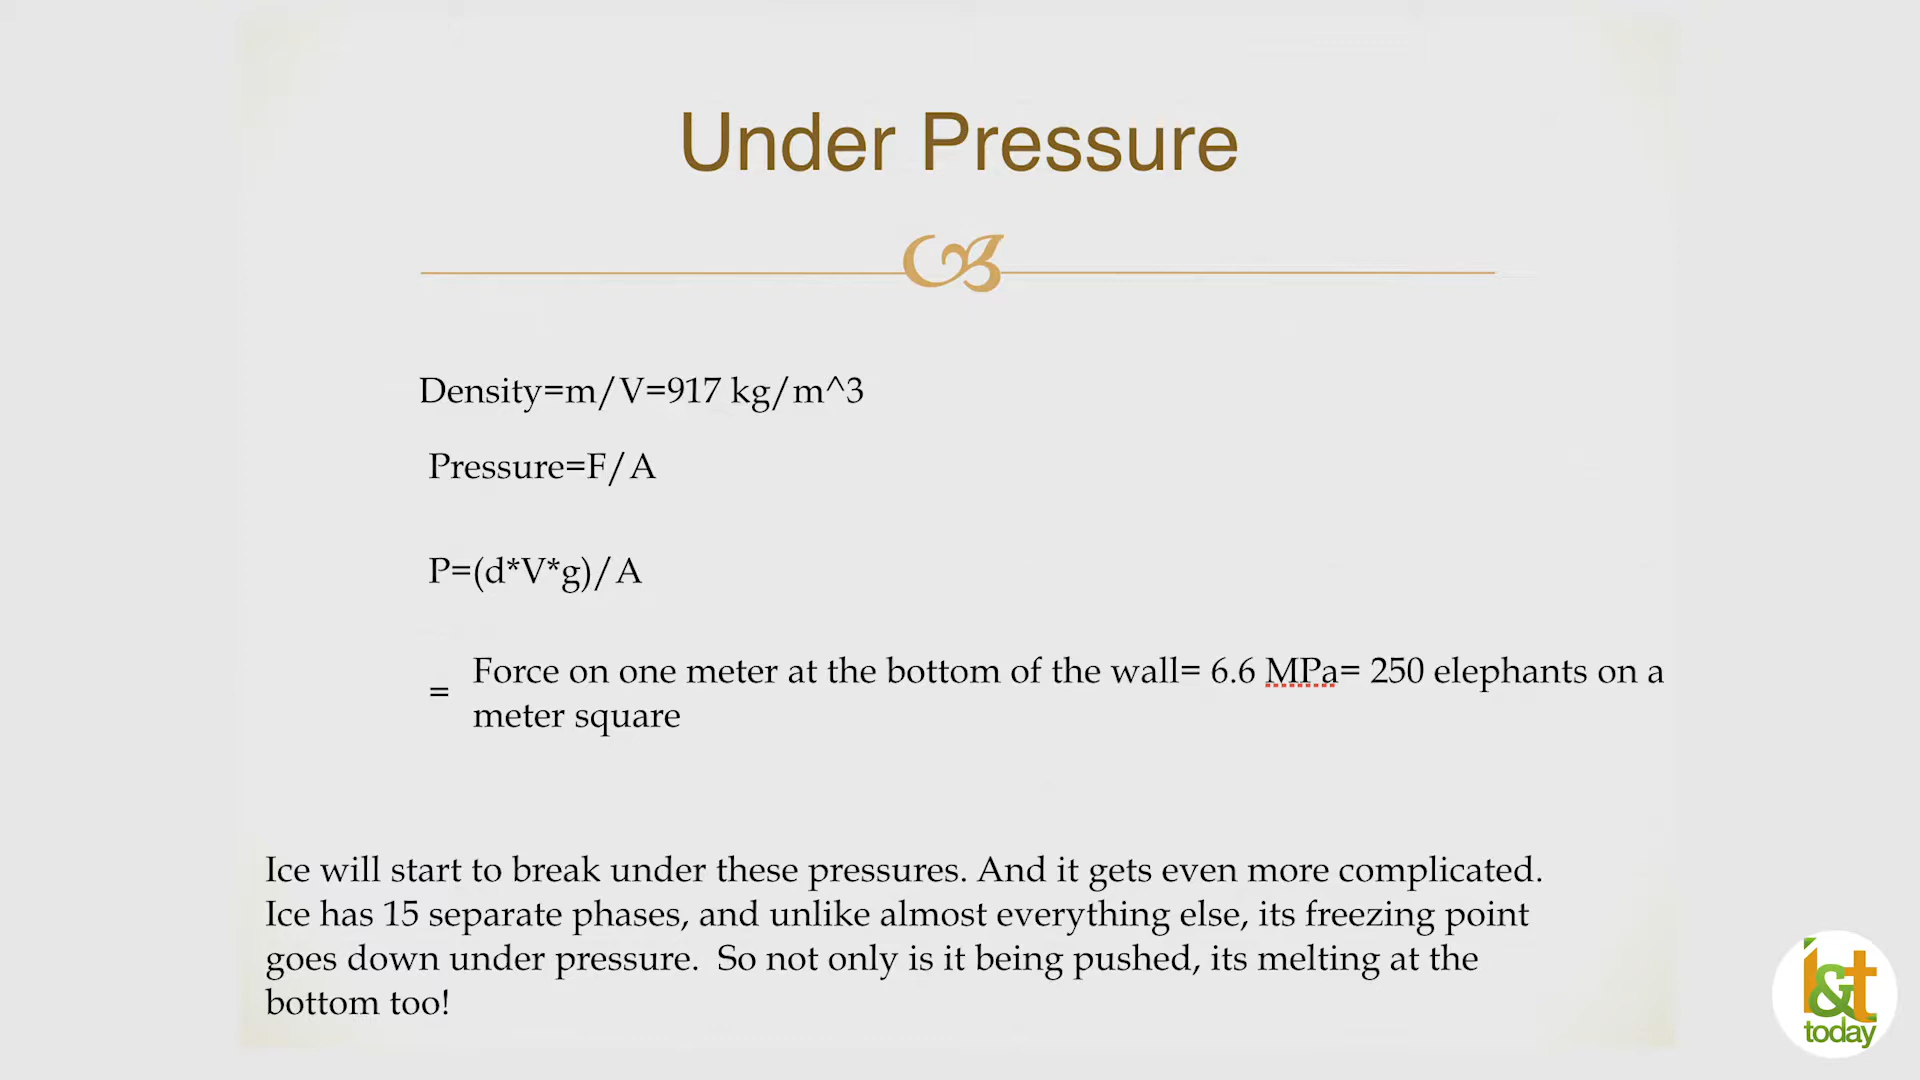 Under Pressure
Density=m/V=917 kg/m^3
Pressure=F/A
P=(d*V*g)/A
= Force on one meter at the bottom of the wall= 6.6 MPa= 250 elephants on a
meter square
Ice will start to break under these pressures. And it gets even more complicated.
Ice has 15 separate phases, and unlike almost everything else, its freezing point
goes down under pressure.  So not only is it being pushed, its melting at the
bottom too!
i&t
today